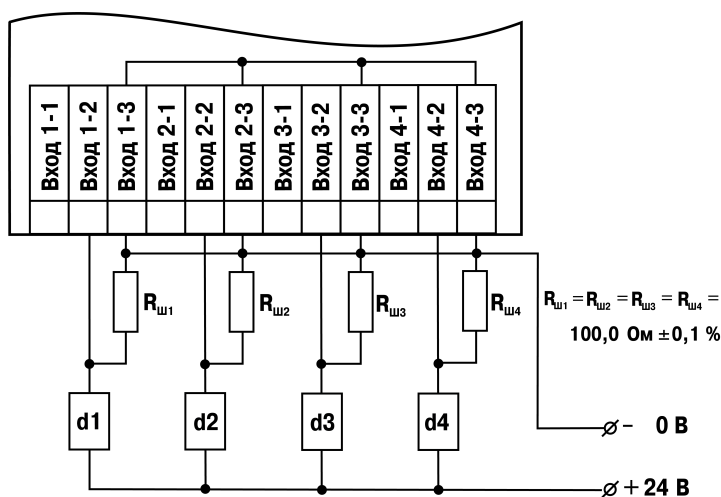 Вход 1-1
Вход 1-2
Вход 1-3
Вход 2-1
Вход 2-2
Вход 2-3
Вход 3-1
Вход 3-2
Вход 3-3
Вход 4-1
Вход 4-2
Вход 4-3
Rш1
Rш2
Rш3
Rш4
Rш1 = Rш2 = Rш3 = Rш4 =
100,0 Ом ±0,1 %
d1
d2
d3
d4
- 0 В
+ 24 В